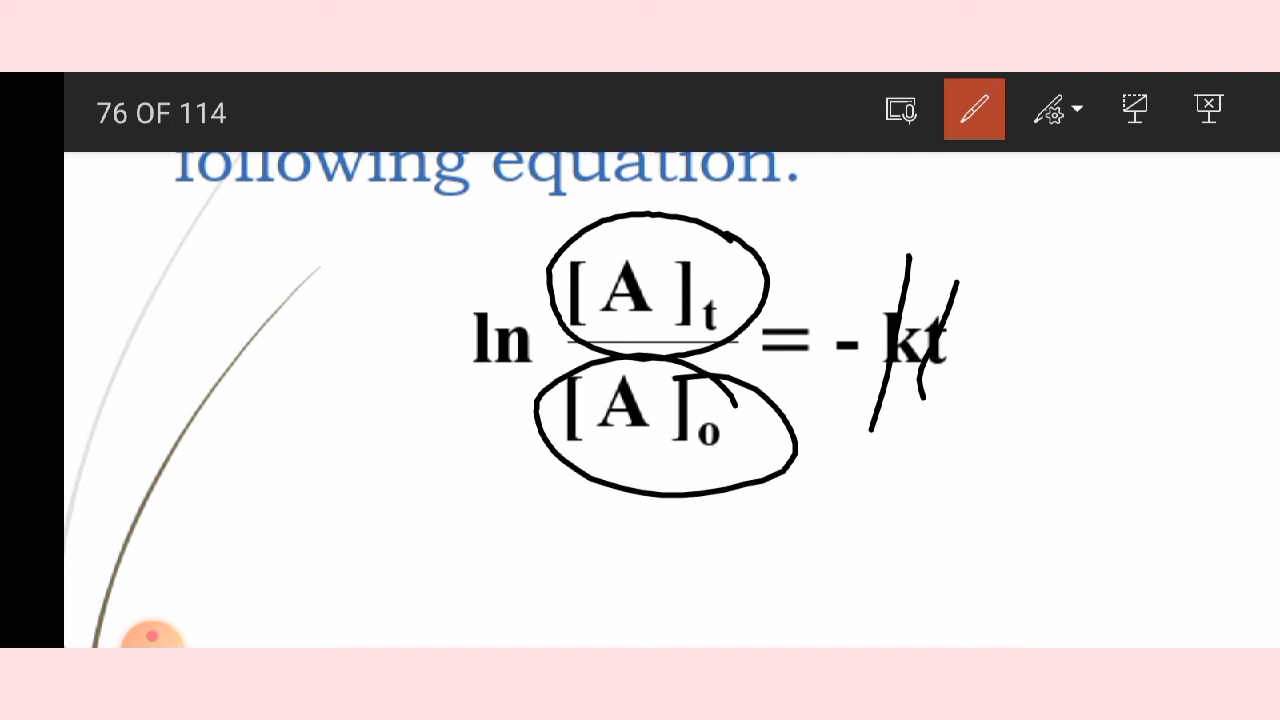 76 OF 114
following equation.
ln [ A ]t / [ A ]o = - kt